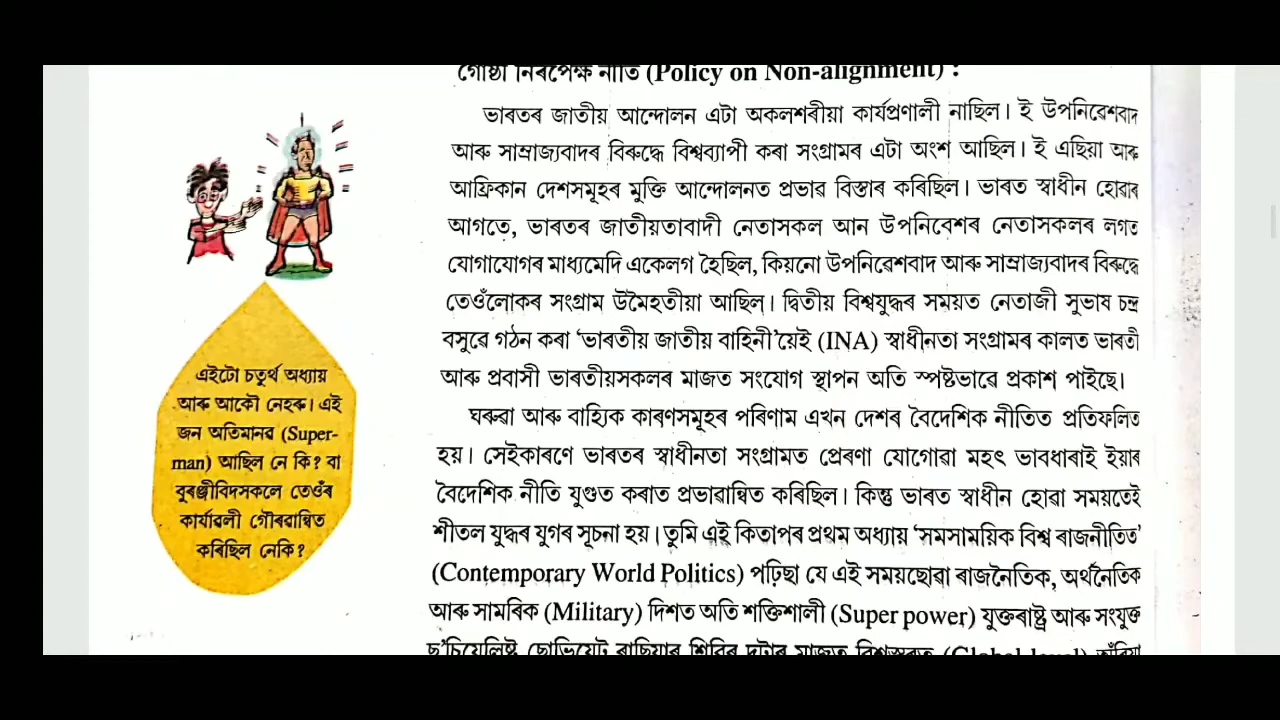 গোষ্ঠী নিৰপেক্ষ নীতি (Policy on Non-alignment) :
ভাৰতৰ জাতীয় আন্দোলন এটা অকলশৰীয়া কাৰ্যপ্ৰণালী নাছিল। ই উপনিৱেশবাদ
আৰু সাম্ৰাজ্যবাদৰ বিৰুদ্ধে বিশ্বব্যাপী কৰা সংগ্ৰামৰ এটা অংশ আছিল। ই এছিয়া আৰু
আফ্ৰিকান দেশসমূহৰ মুক্তি আন্দোলনত প্ৰভাৱ বিস্তাৰ কৰিছিল। ভাৰত স্বাধীন হোৱাৰ
আগতে, ভাৰতৰ জাতীয়তাবাদী নেতাসকল আন উপনিবেশৰ নেতাসকলৰ লগত
যোগাযোগৰ মাধ্যমেদি একেলগ হৈছিল, কিয়নো উপনিৱেশবাদ আৰু সাম্ৰাজ্যবাদৰ বিৰুদ্ধে
তেওঁলোকৰ সংগ্ৰাম উমৈহতীয়া আছিল। দ্বিতীয় বিশ্বযুদ্ধৰ সময়ত নেতাজী সুভাষ চন্দ্ৰ
বসুৱে গঠন কৰা ‘ভাৰতীয় জাতীয় বাহিনী’য়েই (INA) স্বাধীনতা সংগ্ৰামৰ কালত ভাৰতী
আৰু প্ৰবাসী ভাৰতীয়সকলৰ মাজত সংযোগ স্থাপন অতি স্পষ্টভাৱে প্ৰকাশ পাইছে।
ঘৰুৱা আৰু বাহ্যিক কাৰণসমূহৰ পৰিণাম এখন দেশৰ বৈদেশিক নীতিত প্ৰতিফলিত
হয়। সেইকাৰণে ভাৰতৰ স্বাধীনতা সংগ্ৰামত প্ৰেৰণা যোগোৱা মহৎ ভাবধাৰাই ইয়াৰ
বৈদেশিক নীতি যুগুত কৰাত প্ৰভাৱান্বিত কৰিছিল। কিন্তু ভাৰত স্বাধীন হোৱা সময়তেই
শীতল যুদ্ধৰ যুগৰ সূচনা হয়। তুমি এই কিতাপৰ প্ৰথম অধ্যায় ‘সমসাময়িক বিশ্ব ৰাজনীতিত’
(Contemporary World Politics) পঢ়িছা যে এই সময়ছোৱা ৰাজনৈতিক, অৰ্থনৈতিক
আৰু সামৰিক (Military) দিশত অতি শক্তিশালী (Super power) যুক্তৰাষ্ট্ৰ আৰু সংযুক্ত
ছ’চিয়েলিষ্ট ছোভিয়েট ৰাছিয়াৰ শিবিৰ দুটাৰ মাজত বিশ্বস্তৰত (Global level)
এইটো চতুৰ্থ অধ্যায়
আৰু আকৌ নেহৰু। এই
জন অতিমানৱ (Super-
man) আছিল নে কি? বা
বুৰঞ্জীবিদসকলে তেওঁৰ
কাৰ্যাৱলী গৌৰৱান্বিত
কৰিছিল নেকি?